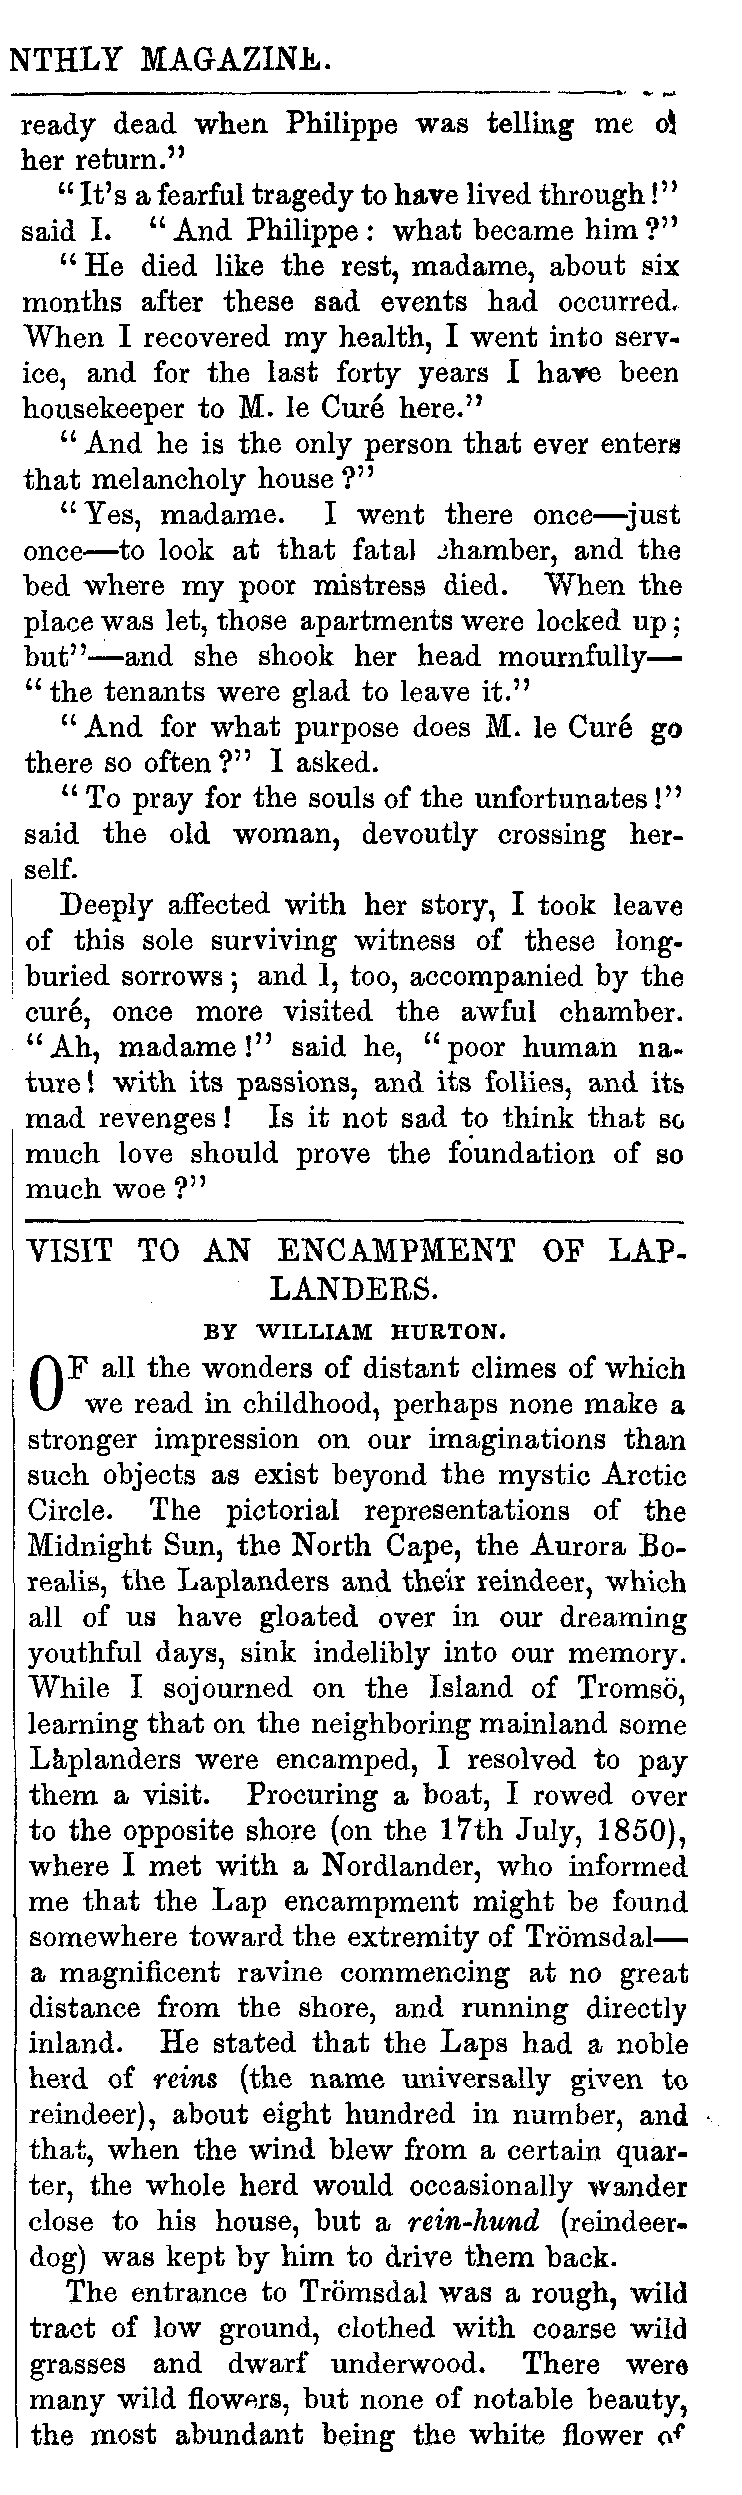 NTHLY MAGAZINE.
ready dead when Philippe was telling me of
her return."
"It's a fearful tragedy to have lived through!"
said I. "And Philippe: what became him?"
"He died like the rest, madame, about six
months after these sad events had occurred.
When I recovered my health, I went into serv-
ice, and for the last forty years I have been
housekeeper to M. le Curé here."
"And he is the only person that ever enters
that melancholy house?"
"Yes, madame. I went there once—just
once—to look at that fatal chamber, and the
bed where my poor mistress died. When the
place was let, those apartments were locked up;
but"—and she shook her head mournfully—
"the tenants were glad to leave it."
"And for what purpose does M. le Curé go
there so often?" I asked.
"To pray for the souls of the unfortunates!"
said the old woman, devoutly crossing her-
self.
Deeply affected with her story, I took leave
of this sole surviving witness of these long-
buried sorrows; and I, too, accompanied by the
curé, once more visited the awful chamber.
"Ah, madame!" said he, "poor human na-
ture! with its passions, and its follies, and its
mad revenges! Is it not sad to think that so
much love should prove the foundation of so
much woe?"
VISIT TO AN ENCAMPMENT OF LAP-
LANDERS.
BY WILLIAM HURTON.
OF all the wonders of distant climes of which
we read in childhood, perhaps none make a
stronger impression on our imaginations than
such objects as exist beyond the mystic Arctic
Circle. The pictorial representations of the
Midnight Sun, the North Cape, the Aurora Bo-
realis, the Laplanders and their reindeer, which
all of us have gloated over in our dreaming
youthful days, sink indelibly into our memory.
While I sojourned on the Island of Tromsö,
learning that on the neighboring mainland some
Laplanders were encamped, I resolved to pay
them a visit. Procuring a boat, I rowed over
to the opposite shore (on the 17th July, 1850),
where I met with a Nordlander, who informed
me that the Lap encampment might be found
somewhere toward the extremity of Trömsdal—
a magnificent ravine commencing at no great
distance from the shore, and running directly
inland. He stated that the Laps had a noble
herd of reins (the name universally given to
reindeer), about eight hundred in number, and
that, when the wind blew from a certain quar-
ter, the whole herd would occasionally wander
close to his house, but a rein-hund (reindeer-
dog) was kept by him to drive them back.
The entrance to Trömsdal was a rough, wild
tract of low ground, clothed with coarse wild
grasses and dwarf underwood. There were
many wild flowers, but none of notable beauty,
the most abundant being the white flower of